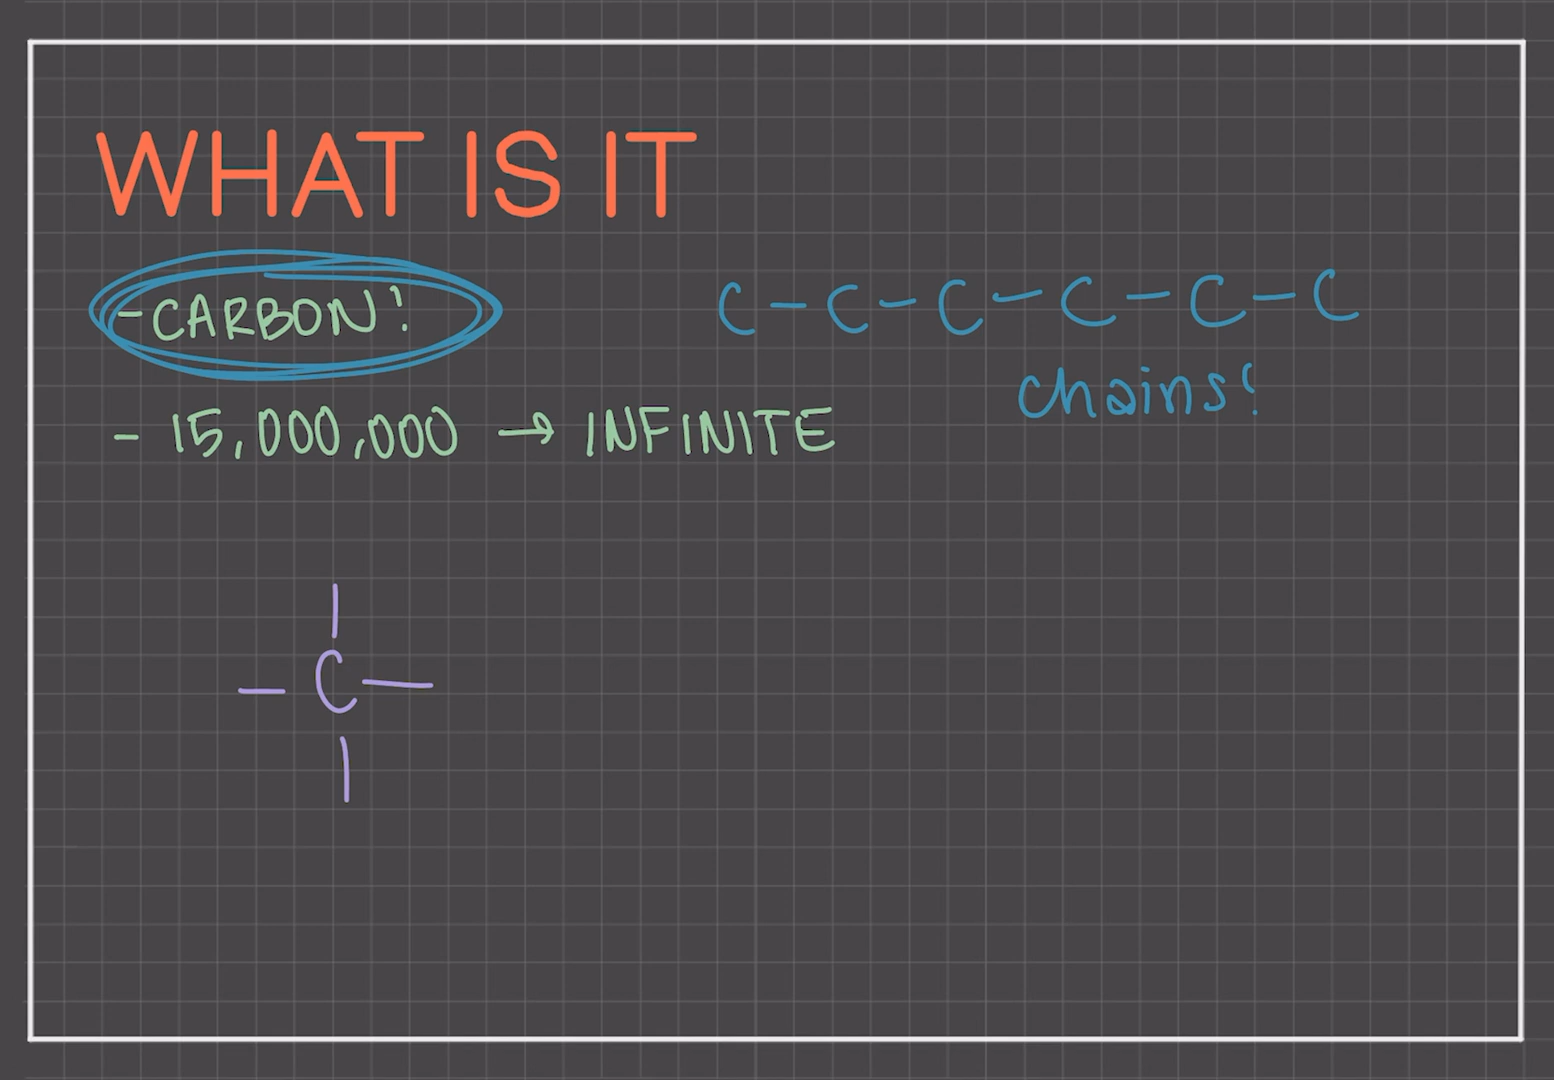 WHAT IS IT
- CARBON!
C - C - C - C - C - C
chains!
- 15,000,000 → INFINITE
|
- C -
|